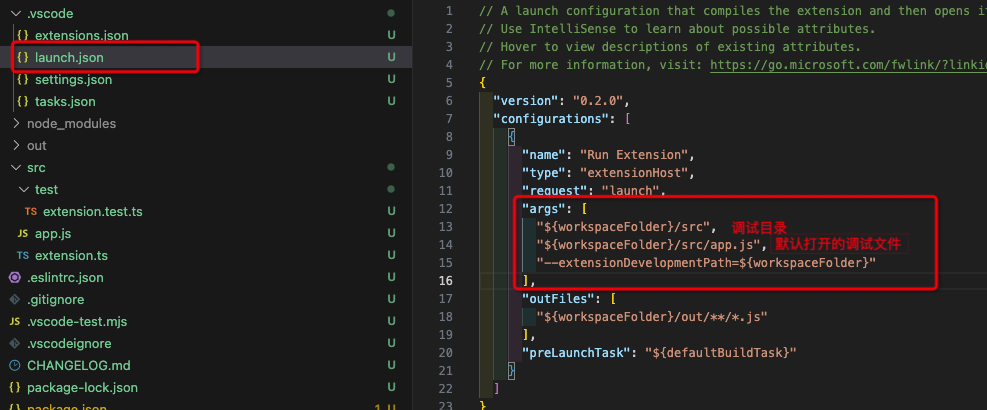 .vscode
{} extensions.json U
{} launch.json U
{} settings.json U
{} tasks.json U
node_modules
out
src
test
TS extension.test.ts U
JS app.js U
TS extension.ts U
.eslintrc.json U
.gitignore U
JS .vscode-test.mjs U
.vscodeignore U
CHANGELOG.md U
{} package-lock.json U
{} package.json 1, U
1 // A launch configuration that compiles the extension and then opens
2 // Use IntelliSense to learn about possible attributes.
3 // Hover to view descriptions of existing attributes.
4 // For more information, visit: https://go.microsoft.com/fwlink/?linki
5 {
6 "version": "0.2.0",
7 "configurations": [
8 {
9 "name": "Run Extension",
10 "type": "extensionHost",
11 "request": "launch",
12 "args": [
13 "${workspaceFolder}/src", 调试目录
14 "${workspaceFolder}/src/app.js", 默认打开的调试文件
15 "--extensionDevelopmentPath=${workspaceFolder}"
16 ],
17 "outFiles": [
18 "${workspaceFolder}/out/**/*.js"
19 ],
20 "preLaunchTask": "${defaultBuildTask}"
21 }
22 ]
23 }